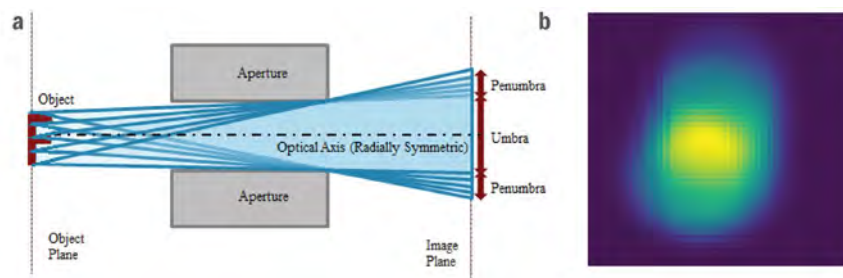 a
b
Aperture
Object
Penumbra
Optical Axis (Radially Symmetric)
Umbra
Aperture
Penumbra
Object
Plane
Image
Plane